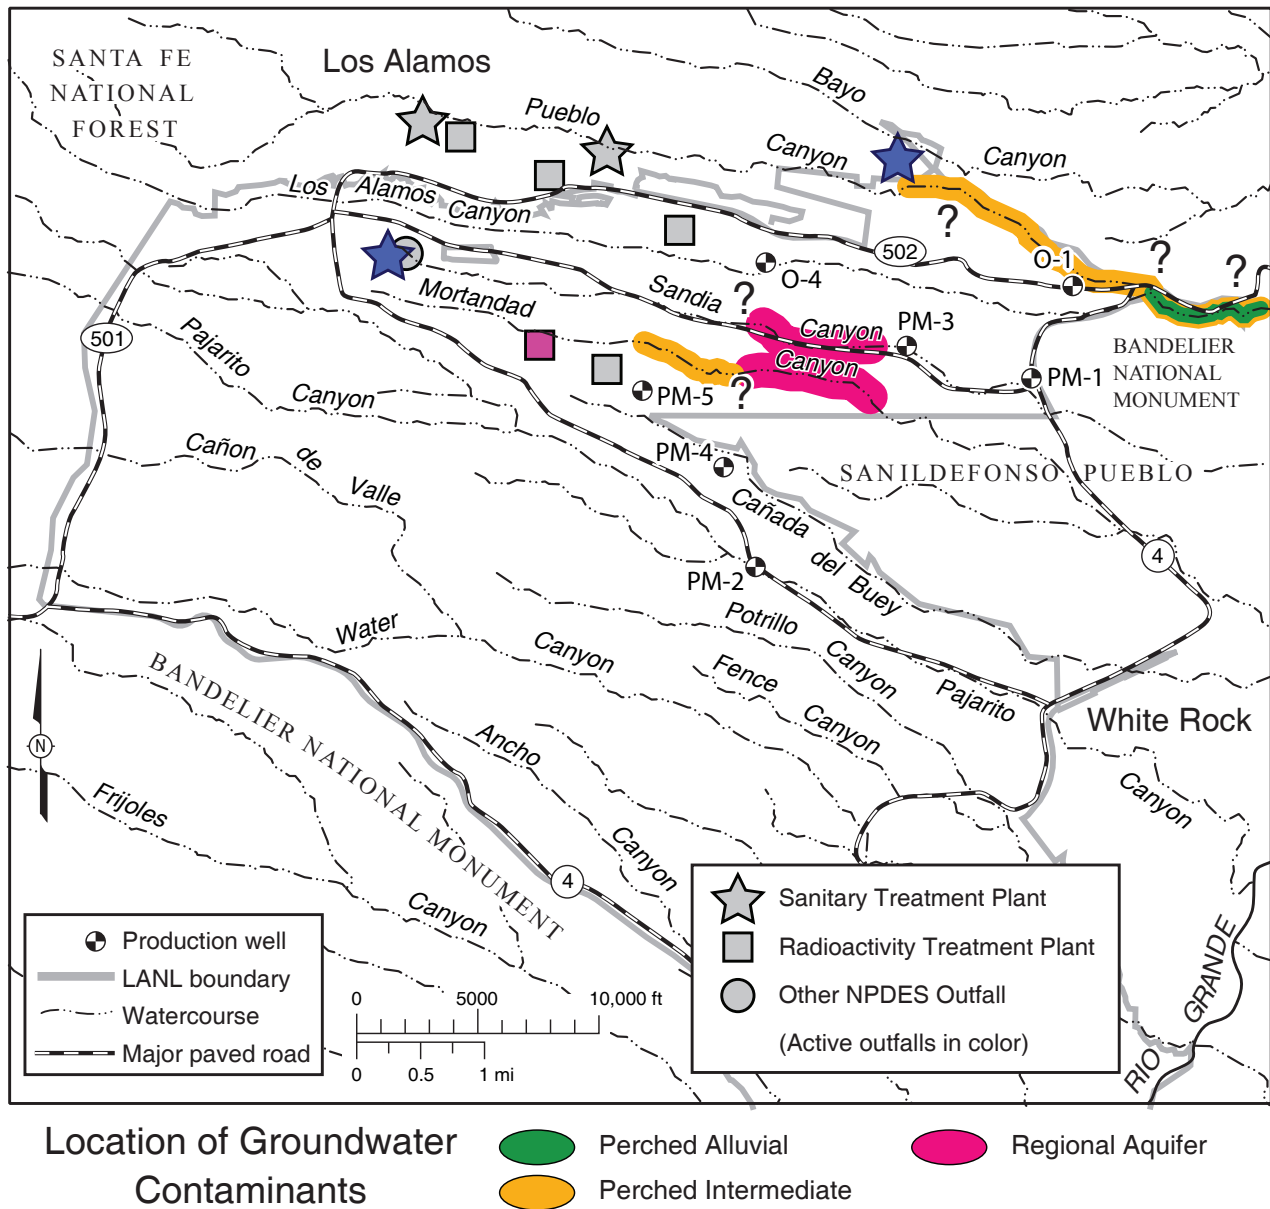 SANTA FE
NATIONAL
FOREST
Los Alamos
Bayo
Pueblo
Canyon
Canyon
Los Alamos Canyon
?
502
?
?
O-1
O-4
Sandia
?
Mortandad
Canyon
PM-3
501
Pajarito
Canyon
BANDELIER
NATIONAL
MONUMENT
PM-1
?
PM-5
Canyon
Cañon de Valle
PM-4
SANILDEFONSO PUEBLO
Cañada del Buey
4
PM-2
Potrillo
Canyon
Water
Canyon
Fence
Canyon
Pajarito
BANDELIER NATIONAL MONUMENT
White Rock
N
Ancho
Canyon
Canyon
Frijoles
Canyon
4
RIO GRANDE
Production well
LANL boundary
Watercourse
Major paved road
0 5000 10,000 ft
0 0.5 1 mi
Sanitary Treatment Plant
Radioactivity Treatment Plant
Other NPDES Outfall
(Active outfalls in color)
Location of Groundwater
Contaminants
Perched Alluvial
Perched Intermediate
Regional Aquifer